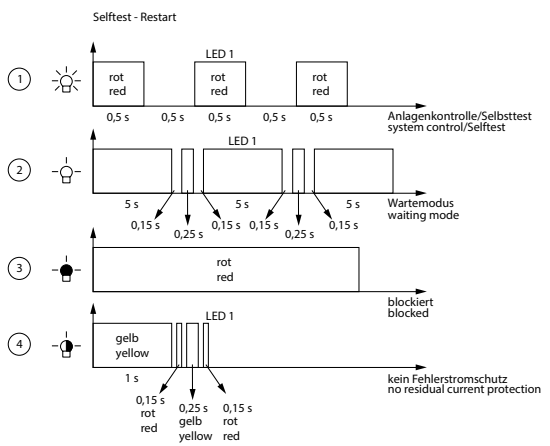 Selftest - Restart
LED 1
1
rot
red
rot
red
rot
red
0,5 s 0,5 s 0,5 s 0,5 s 0,5 s
Anlagenkontrolle/Selbsttest
system control/Selftest
LED 1
2
5 s 5 s 5 s
Wartemodus
waiting mode
0,15 s 0,25 s 0,15 s 0,15 s 0,25 s 0,15 s
3
rot
red
blockiert
blocked
LED 1
4
gelb
yellow
1 s
kein Fehlerstromschutz
no residual current protection
0,15 s
rot
red
0,25 s
gelb
yellow
0,15 s
rot
red